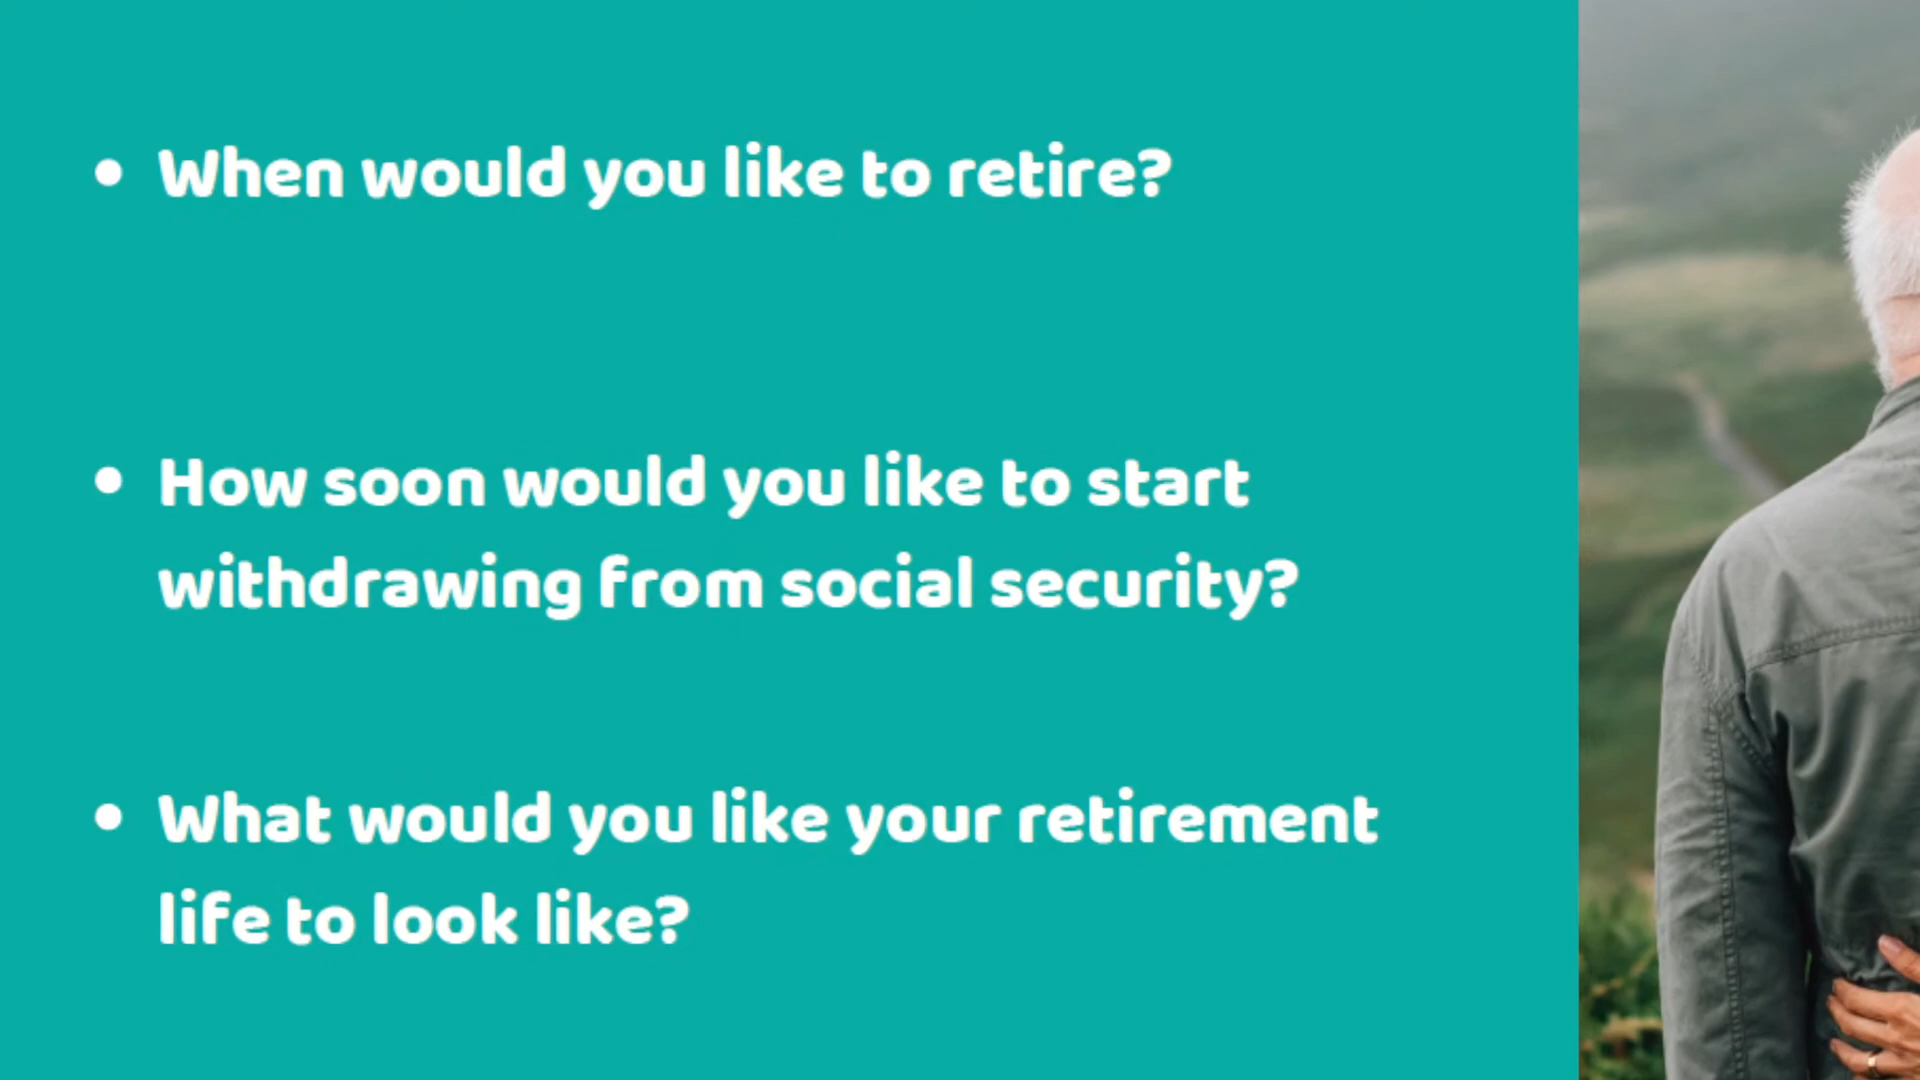 • When would you like to retire?
• How soon would you like to start
withdrawing from social security?
• What would you like your retirement
life to look like?